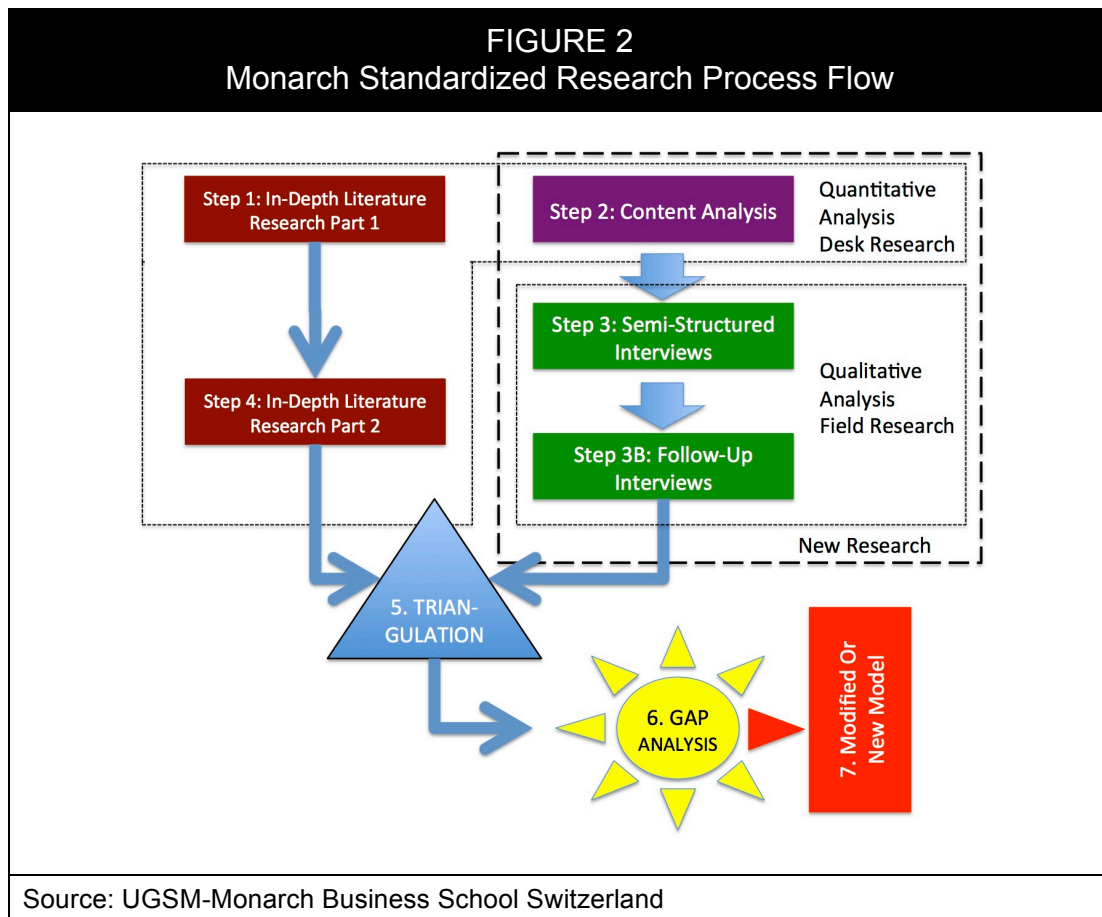 FIGURE 2
Monarch Standardized Research Process Flow
Step 1: In-Depth Literature
Research Part 1
Step 2: Content Analysis
Quantitative
Analysis
Desk Research
Step 3: Semi-Structured
Interviews
Step 4: In-Depth Literature
Research Part 2
Qualitative
Analysis
Field Research
Step 3B: Follow-Up
Interviews
New Research
5. TRIAN-
GULATION
6. GAP
ANALYSIS
7. Modified Or
New Model
Source: UGSM-Monarch Business School Switzerland